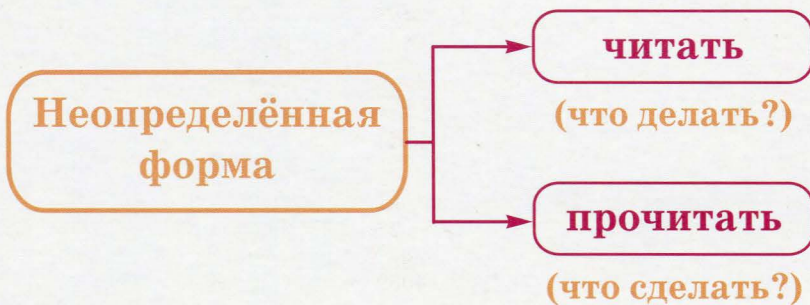 Неопределённая
форма
читать
(что делать?)
прочитать
(что сделать?)